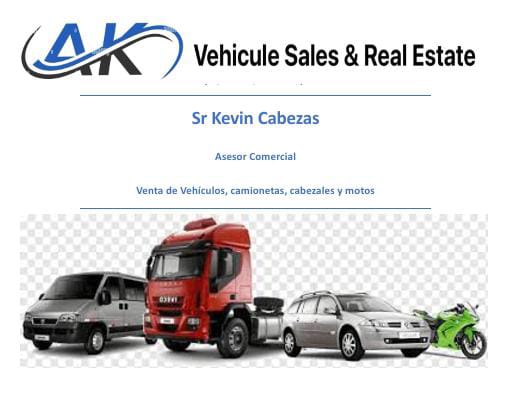 AK Vehicule Sales & Real Estate
Sr Kevin Cabezas
Asesor Comercial
Venta de Vehículos, camionetas, cabezales y motos